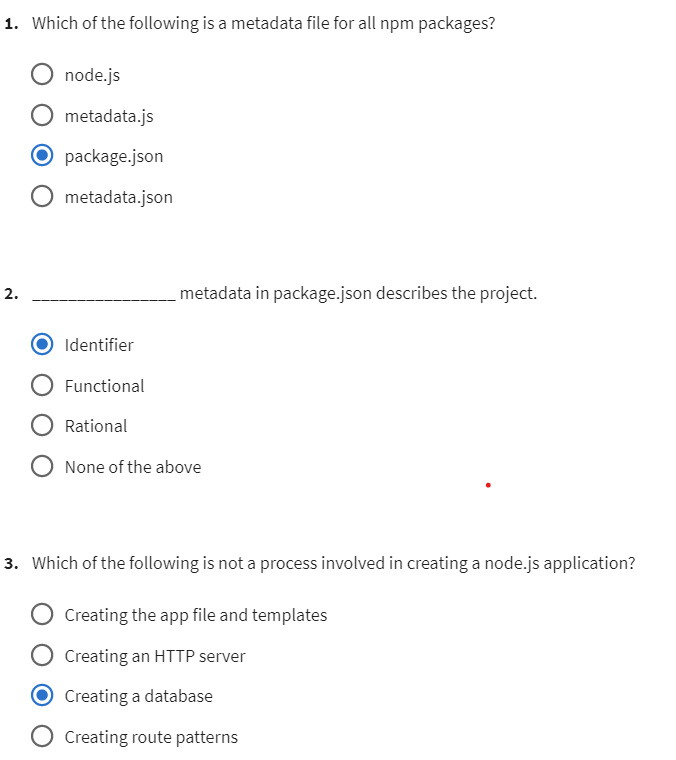 1. Which of the following is a metadata file for all npm packages?
node.js
metadata.js
package.json
metadata.json
2. ________________ metadata in package.json describes the project.
Identifier
Functional
Rational
None of the above
3. Which of the following is not a process involved in creating a node.js application?
Creating the app file and templates
Creating an HTTP server
Creating a database
Creating route patterns